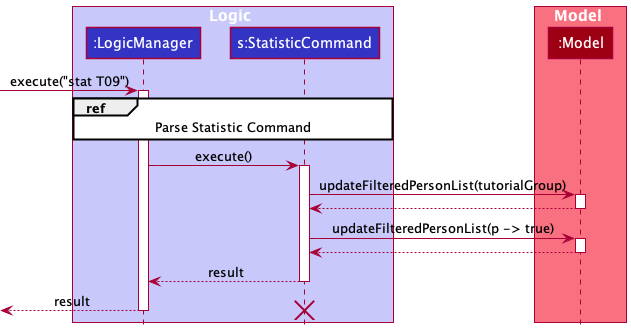 Logic
Model
:LogicManager
s:StatisticCommand
:Model
execute("stat T09")
ref
Parse Statistic Command
execute()
updateFilteredPersonList(tutorialGroup)
updateFilteredPersonList(p -> true)
result
result